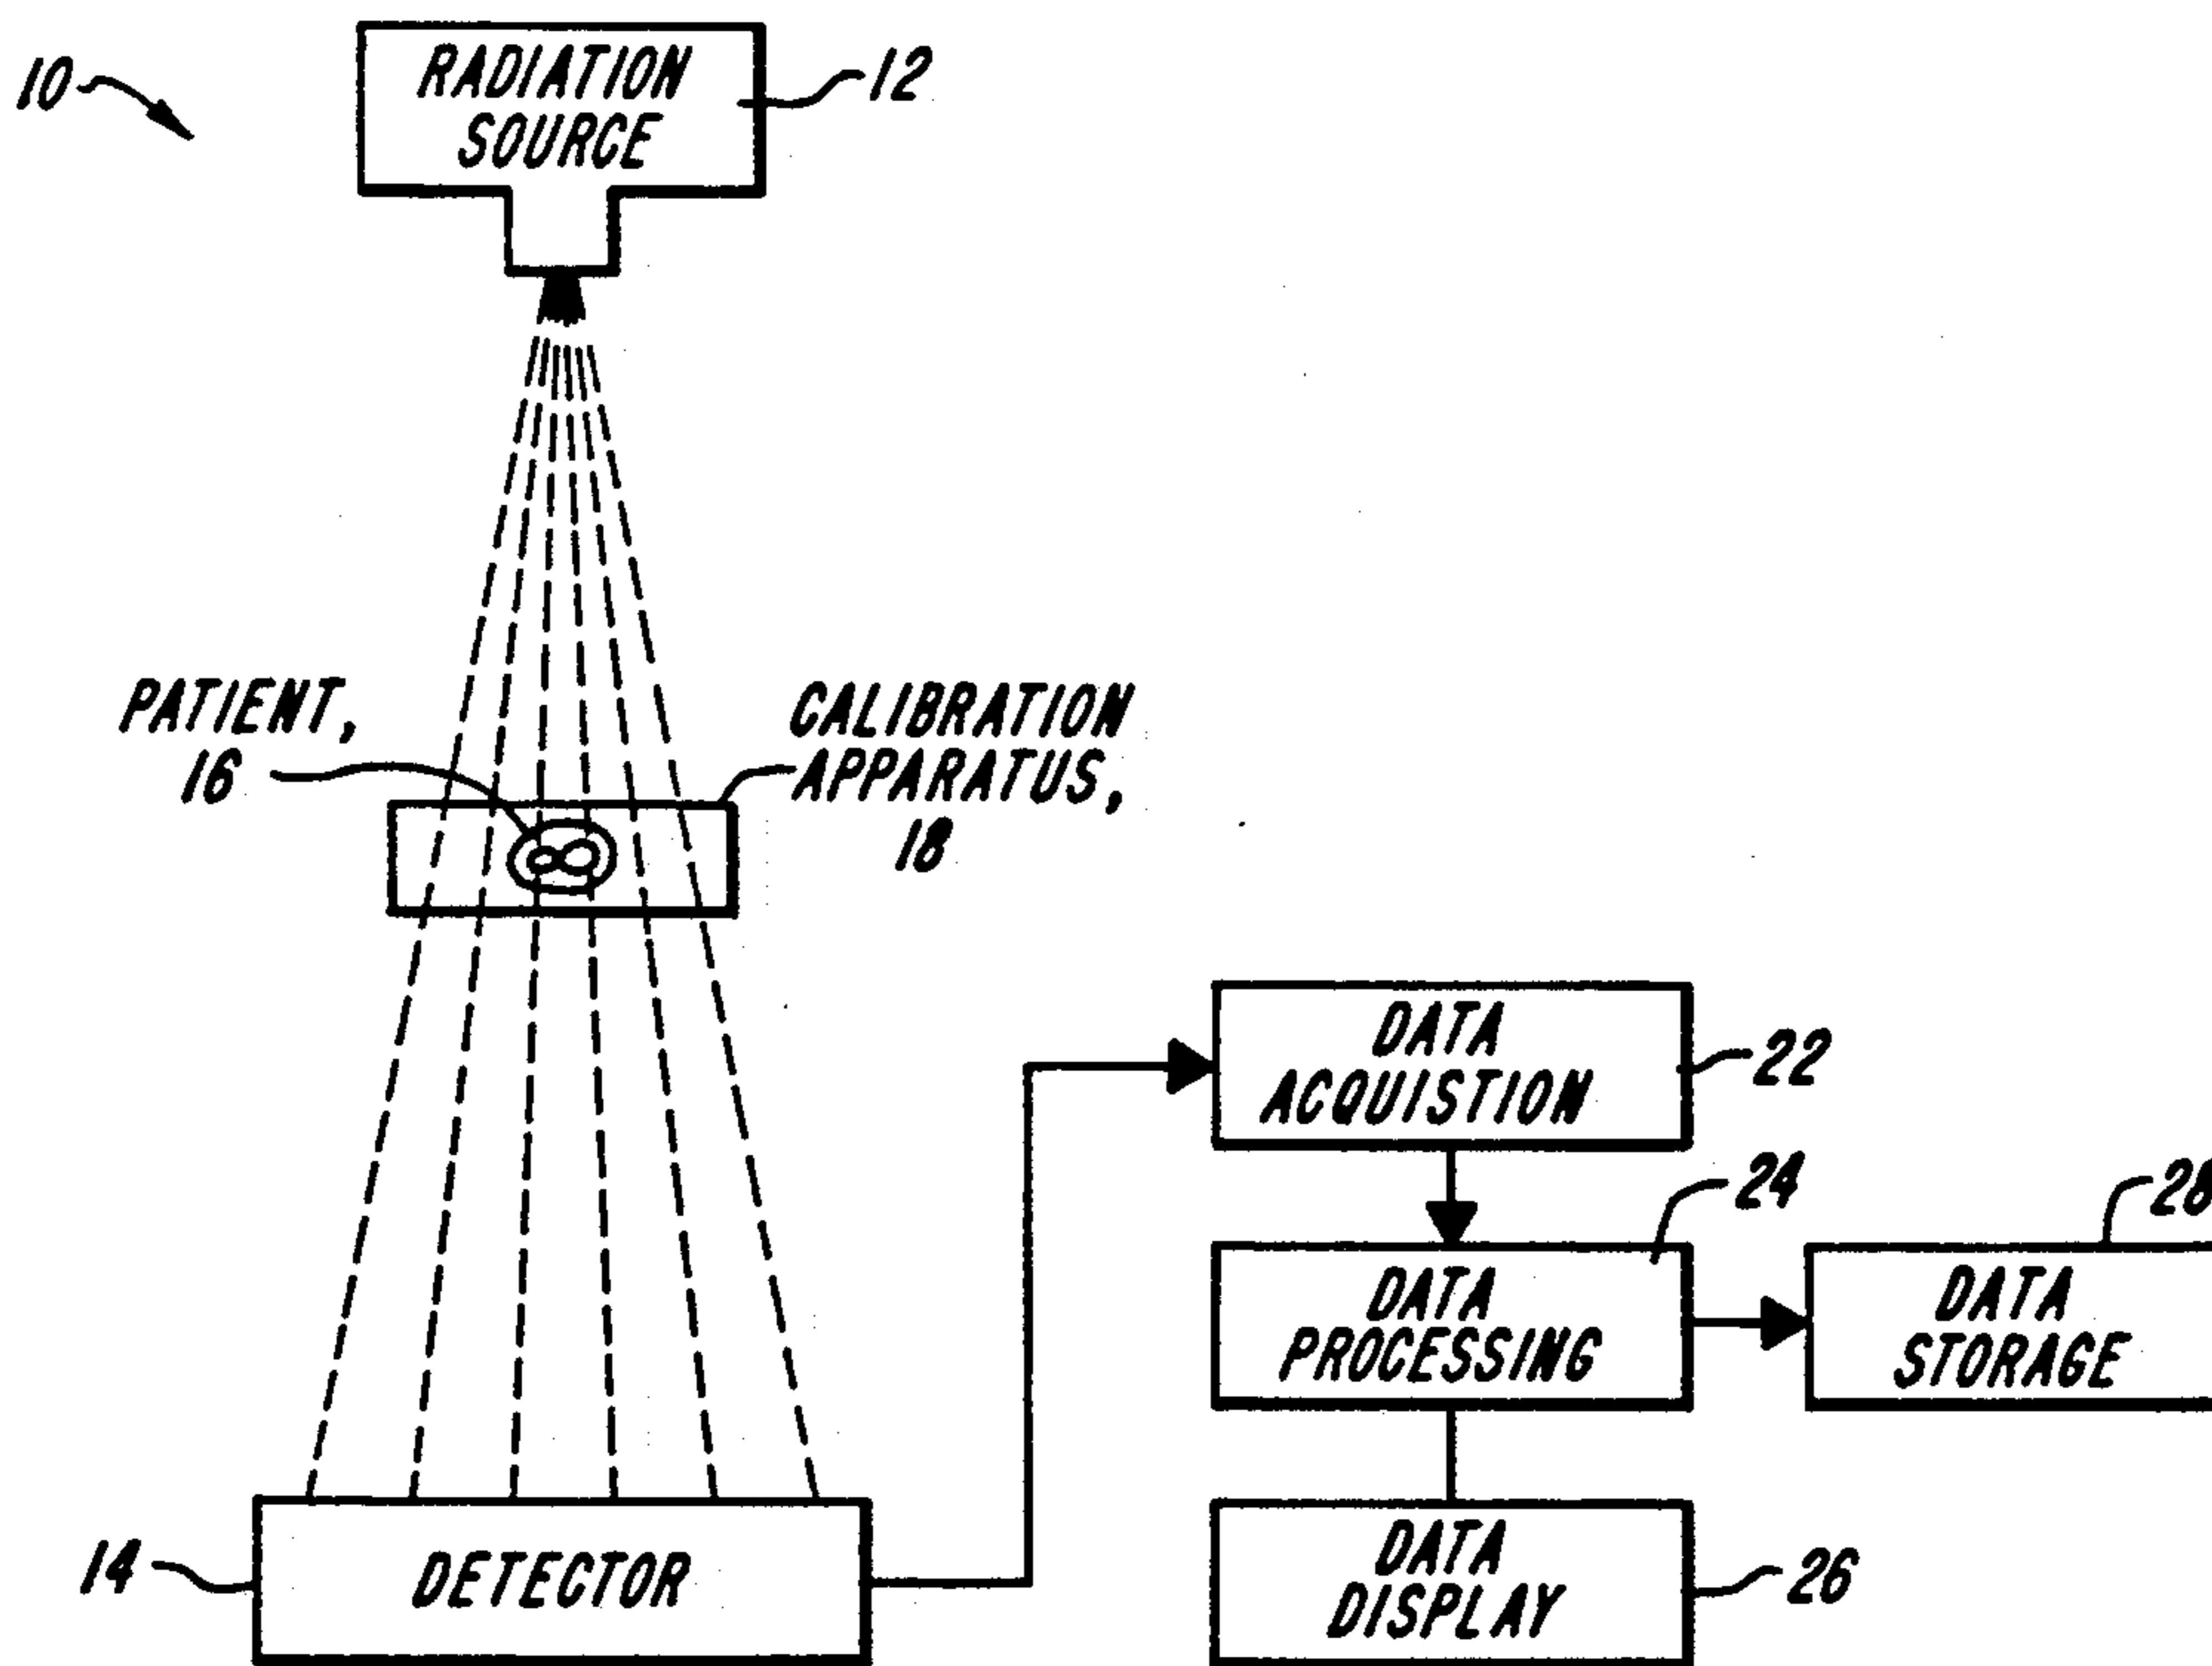 10
RADIATION
SOURCE
12
PATIENT,
16
CALIBRATION
APPARATUS,
18
DATA
ACQUISTION
22
24
28
DATA
PROCESSING
DATA
STORAGE
14
DETECTOR
DATA
DISPLAY
26